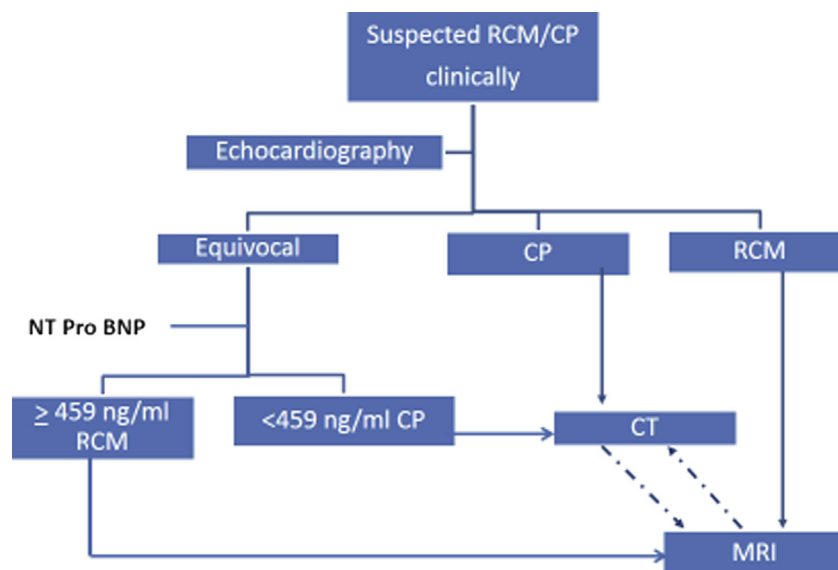 Suspected RCM/CP
clinically
Echocardiography
Equivocal
CP
RCM
NT Pro BNP
≥ 459 ng/ml
RCM
<459 ng/ml CP
CT
MRI